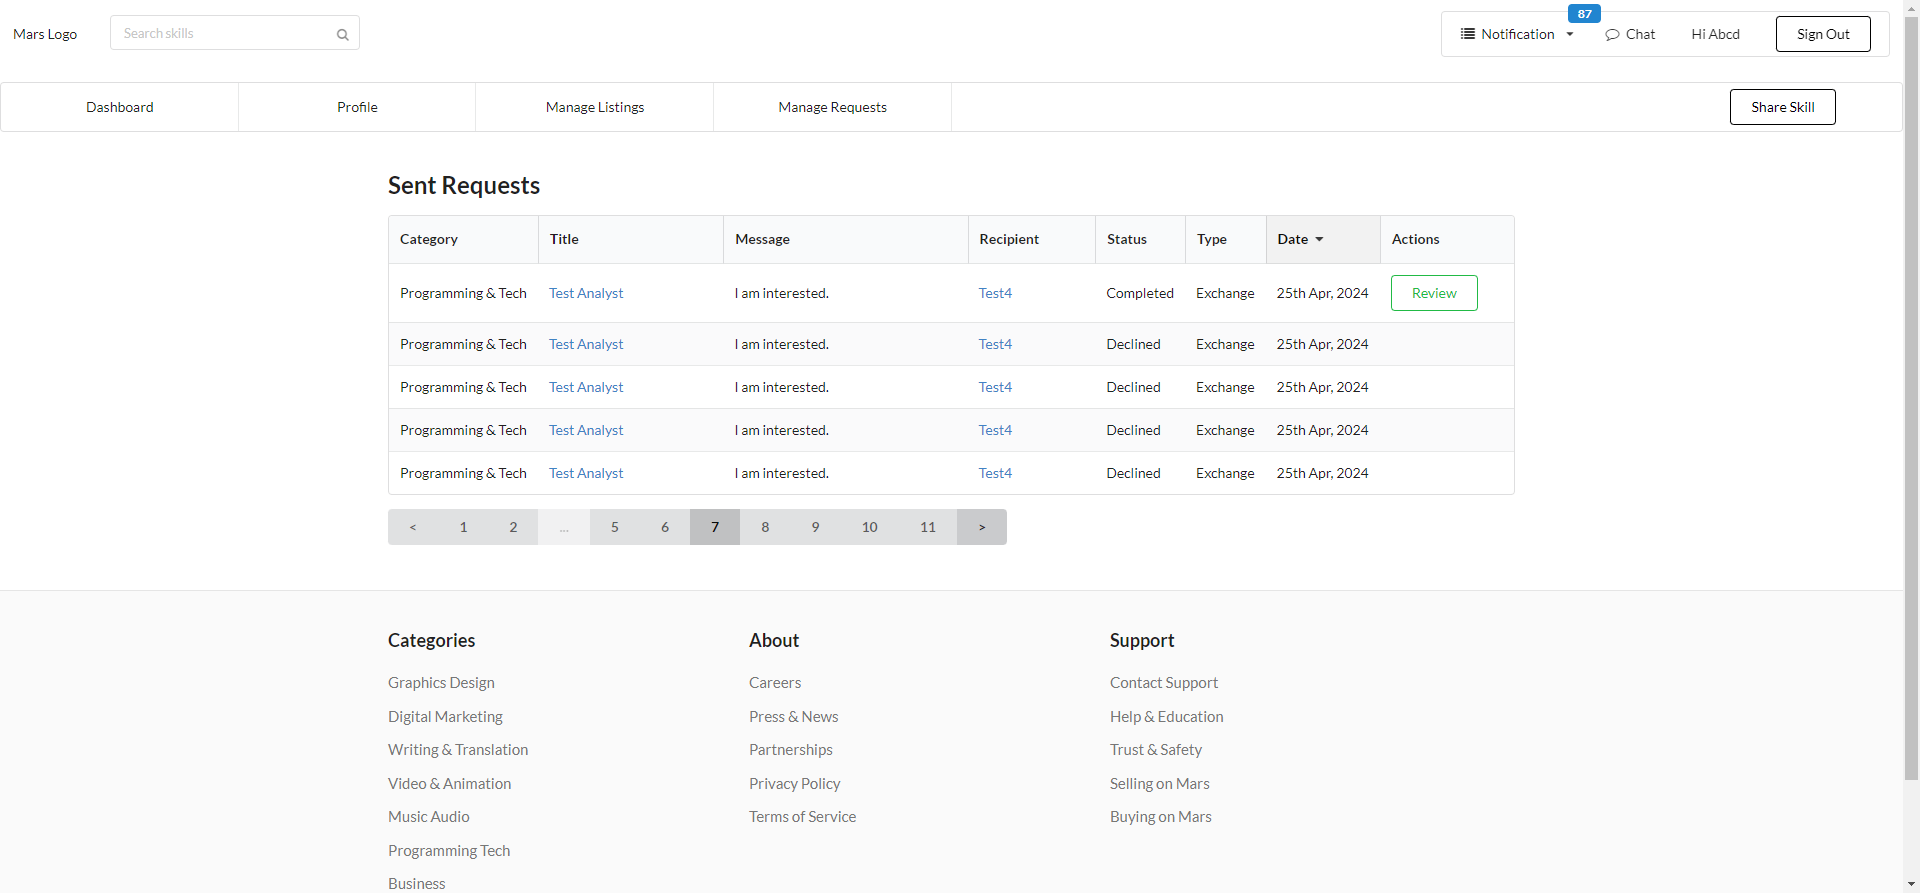 Mars Logo
Search skills
87
Notification
Chat
Hi Abcd
Sign Out
Dashboard
Profile
Manage Listings
Manage Requests
Share Skill
Sent Requests
Category Title Message Recipient Status Type Date Actions
Programming & Tech Test Analyst I am interested. Test4 Completed Exchange 25th Apr, 2024 Review
Programming & Tech Test Analyst I am interested. Test4 Declined Exchange 25th Apr, 2024
Programming & Tech Test Analyst I am interested. Test4 Declined Exchange 25th Apr, 2024
Programming & Tech Test Analyst I am interested. Test4 Declined Exchange 25th Apr, 2024
Programming & Tech Test Analyst I am interested. Test4 Declined Exchange 25th Apr, 2024
< 1 2 ... 5 6 7 8 9 10 11 >
Categories
Graphics Design
Digital Marketing
Writing & Translation
Video & Animation
Music Audio
Programming Tech
Business
About
Careers
Press & News
Partnerships
Privacy Policy
Terms of Service
Support
Contact Support
Help & Education
Trust & Safety
Selling on Mars
Buying on Mars